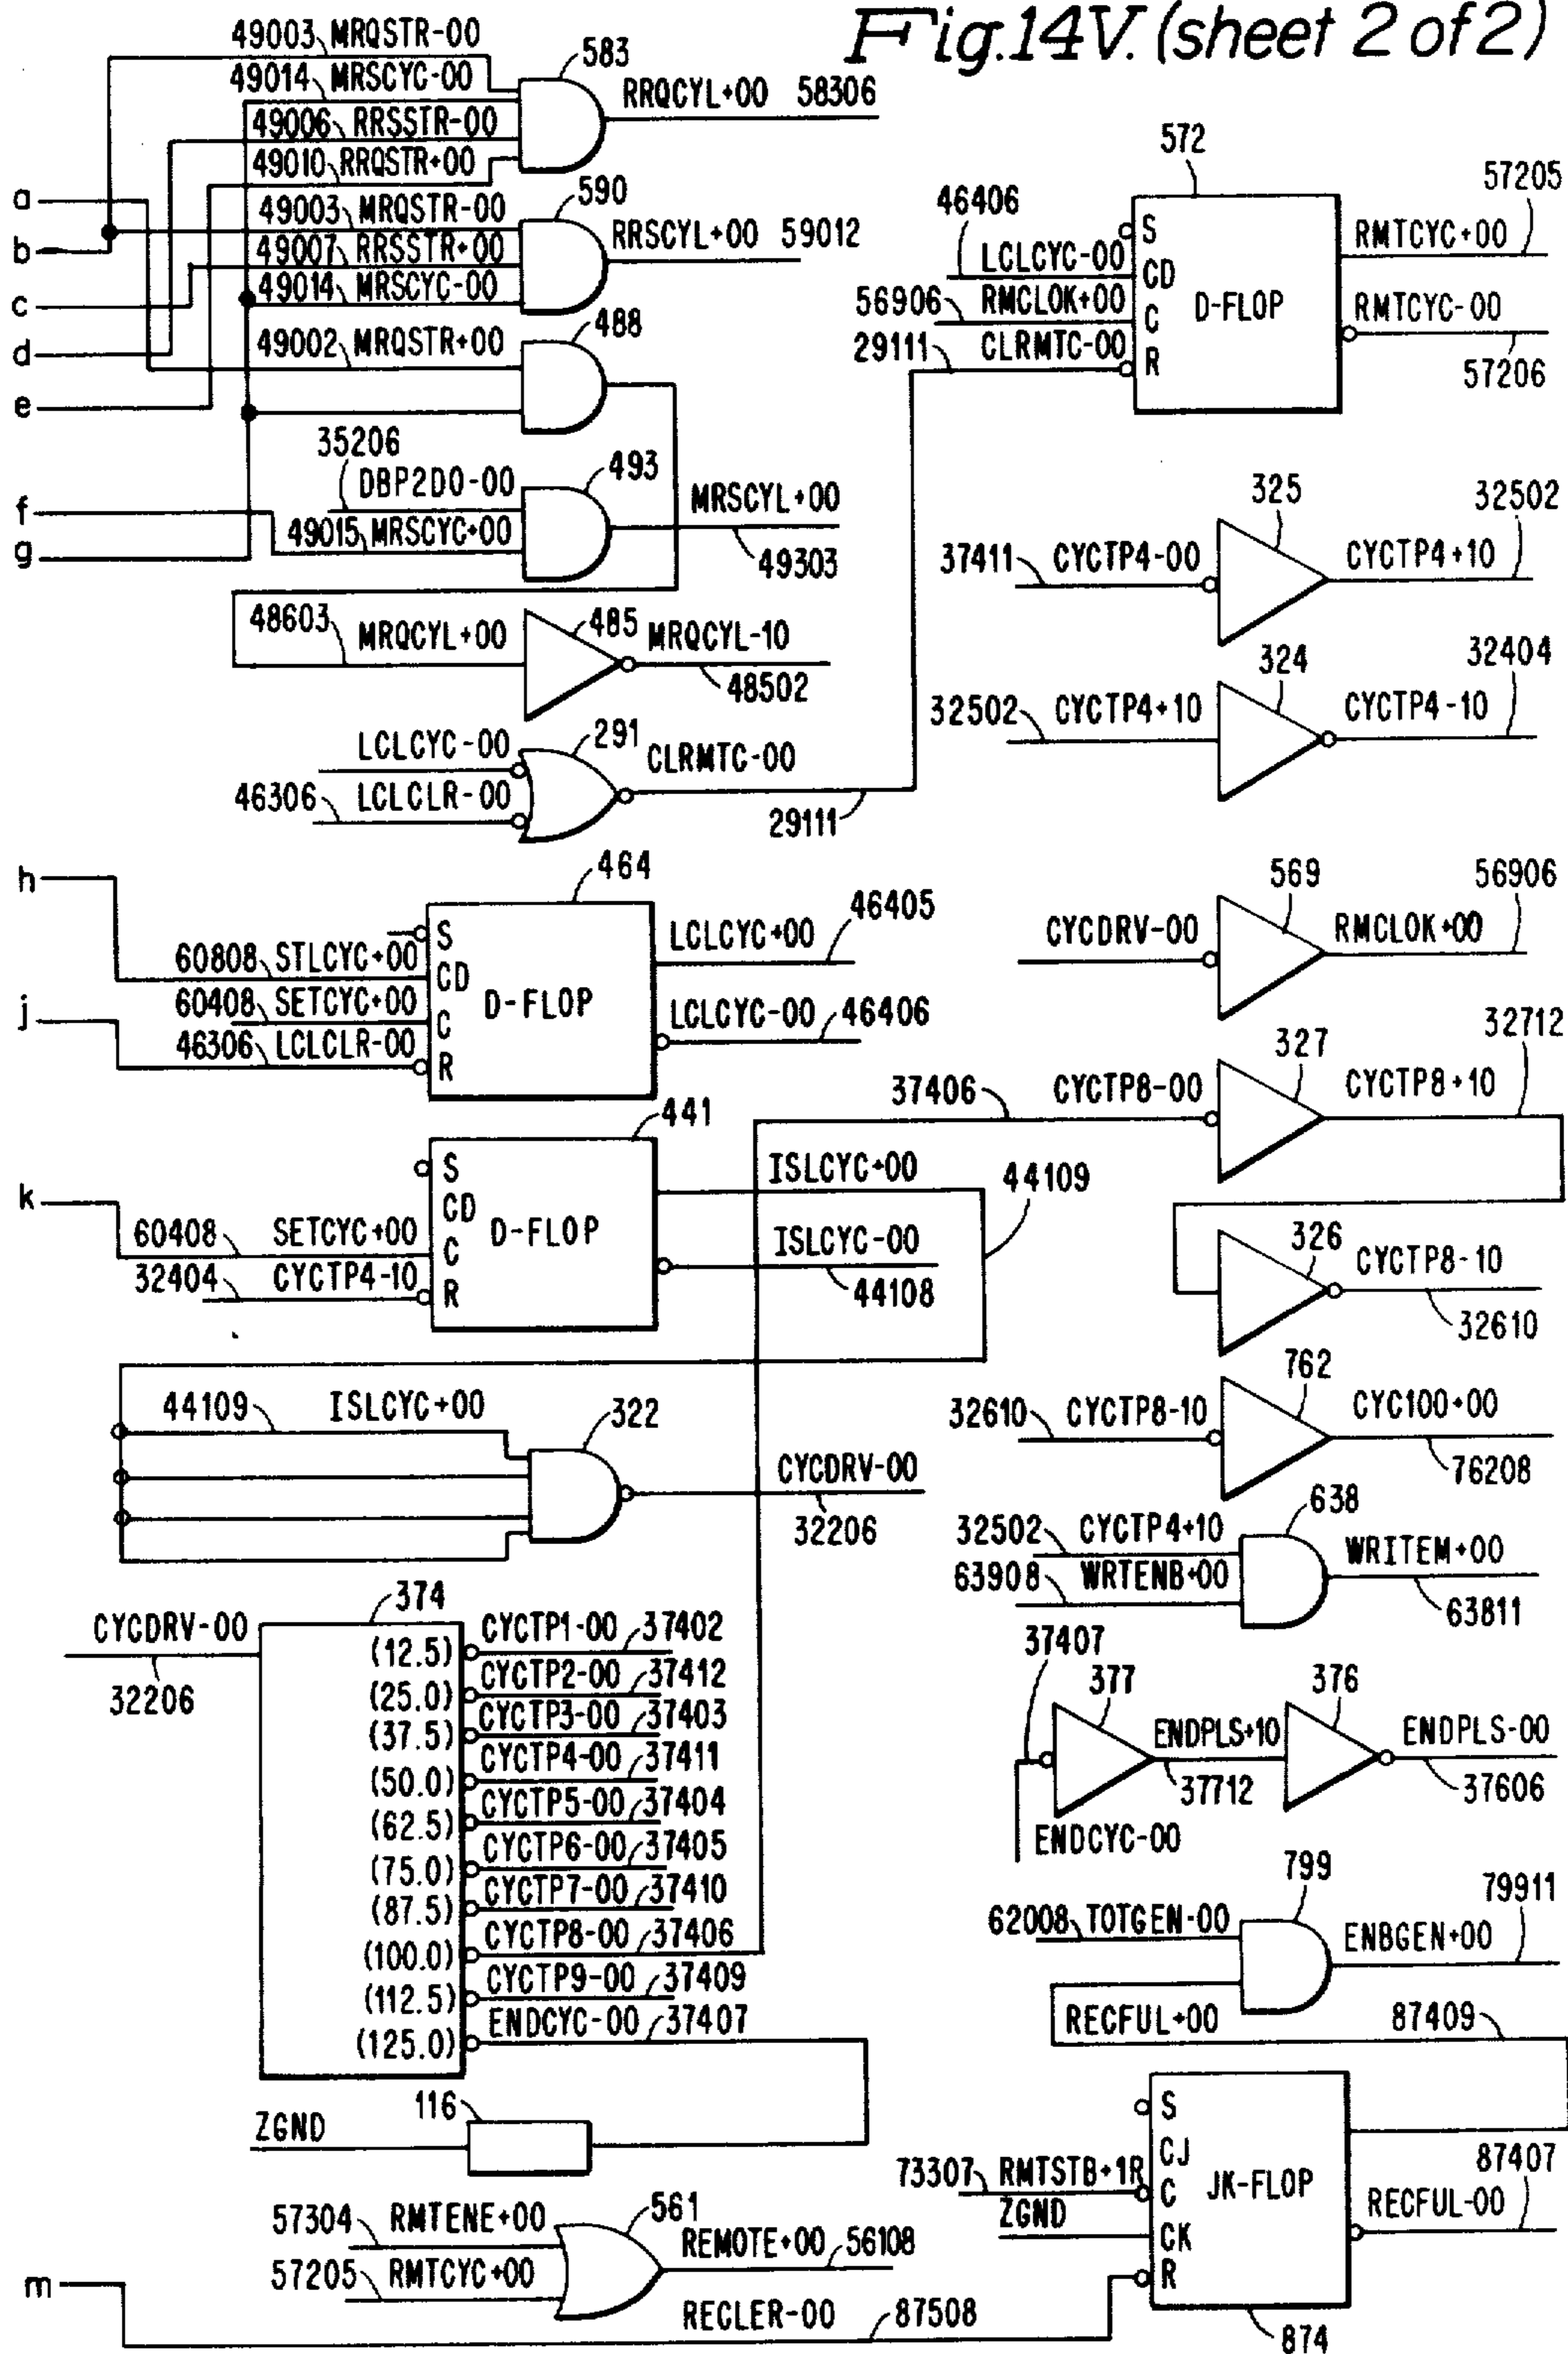 Fig.14V. (sheet 2 of 2)
49003 MRQSTR-00
583
49014 MRSCYC-00
RRQCYL+00 58306
49006 RRSSTR-00
49010 RRQSTR+00
a
49003 MRQSTR-00
590
b
49007 RRSSTR+00
RRSCYL+00 59012
c
49014 MRSCYC-00
d
49002 MRQSTR+00
488
e
35206
DBP2D0-00
493
f
49015 MRSCYC+00
MRSCYL+00
g
49303
48603
MRQCYL+00
485
MRQCYL-10
48502
LCLCYC-00
291
CLRMTC-00
46306
LCLCLR-00
29111
572
46406
57205
S
RMTCYC+00
LCLCYC-00
CD
56906
RMCLOK+00
C
D-FLOP
RMTCYC-00
29111
CLRMTC-00
R
57206
325
32502
37411
CYCTP4-00
CYCTP4+10
324
32404
32502
CYCTP4+10
CYCTP4-10
h
464
S
60808 STLCYC+00
CD
LCLCYC+00
46405
j
60408 SETCYC+00
C
D-FLOP
LCLCYC-00
46406
46306 LCLCLR-00
R
569
56906
CYCDRV-00
RMCLOK+00
37406
CYCTP8-00
327
32712
CYCTP8+10
441
S
ISLCYC+00
44109
k
CD
D-FLOP
60408
SETCYC+00
C
ISLCYC-00
32404
CYCTP4-10
R
44108
326
CYCTP8-10
32610
44109
ISLCYC+00
322
CYCDRV-00
32206
762
32610
CYCTP8-10
CYC100+00
76208
638
32502
CYCTP4+10
WRITEM+00
63908
WRTENB+00
63811
374
CYCDRV-00
32206
(12.5)
CYCTP1-00
37402
(25.0)
CYCTP2-00
37412
(37.5)
CYCTP3-00
37403
(50.0)
CYCTP4-00
37411
(62.5)
CYCTP5-00
37404
(75.0)
CYCTP6-00
37405
(87.5)
CYCTP7-00
37410
(100.0)
CYCTP8-00
37406
(112.5)
CYCTP9-00
37409
(125.0)
ENDCYC-00
37407
37407
377
376
ENDPLS+10
ENDPLS-00
37712
37606
ENDCYC-00
799
79911
62008 TOTGEN-00
ENBGEN+00
RECFUL+00
87409
116
ZGND
S
CJ
73307 RMTSTB+1R
C
JK-FLOP
87407
RECFUL-00
ZGND
CK
R
874
57304
RMTENE+00
561
REMOTE+00 56108
57205
RMTCYC+00
m
RECLER-00
87508